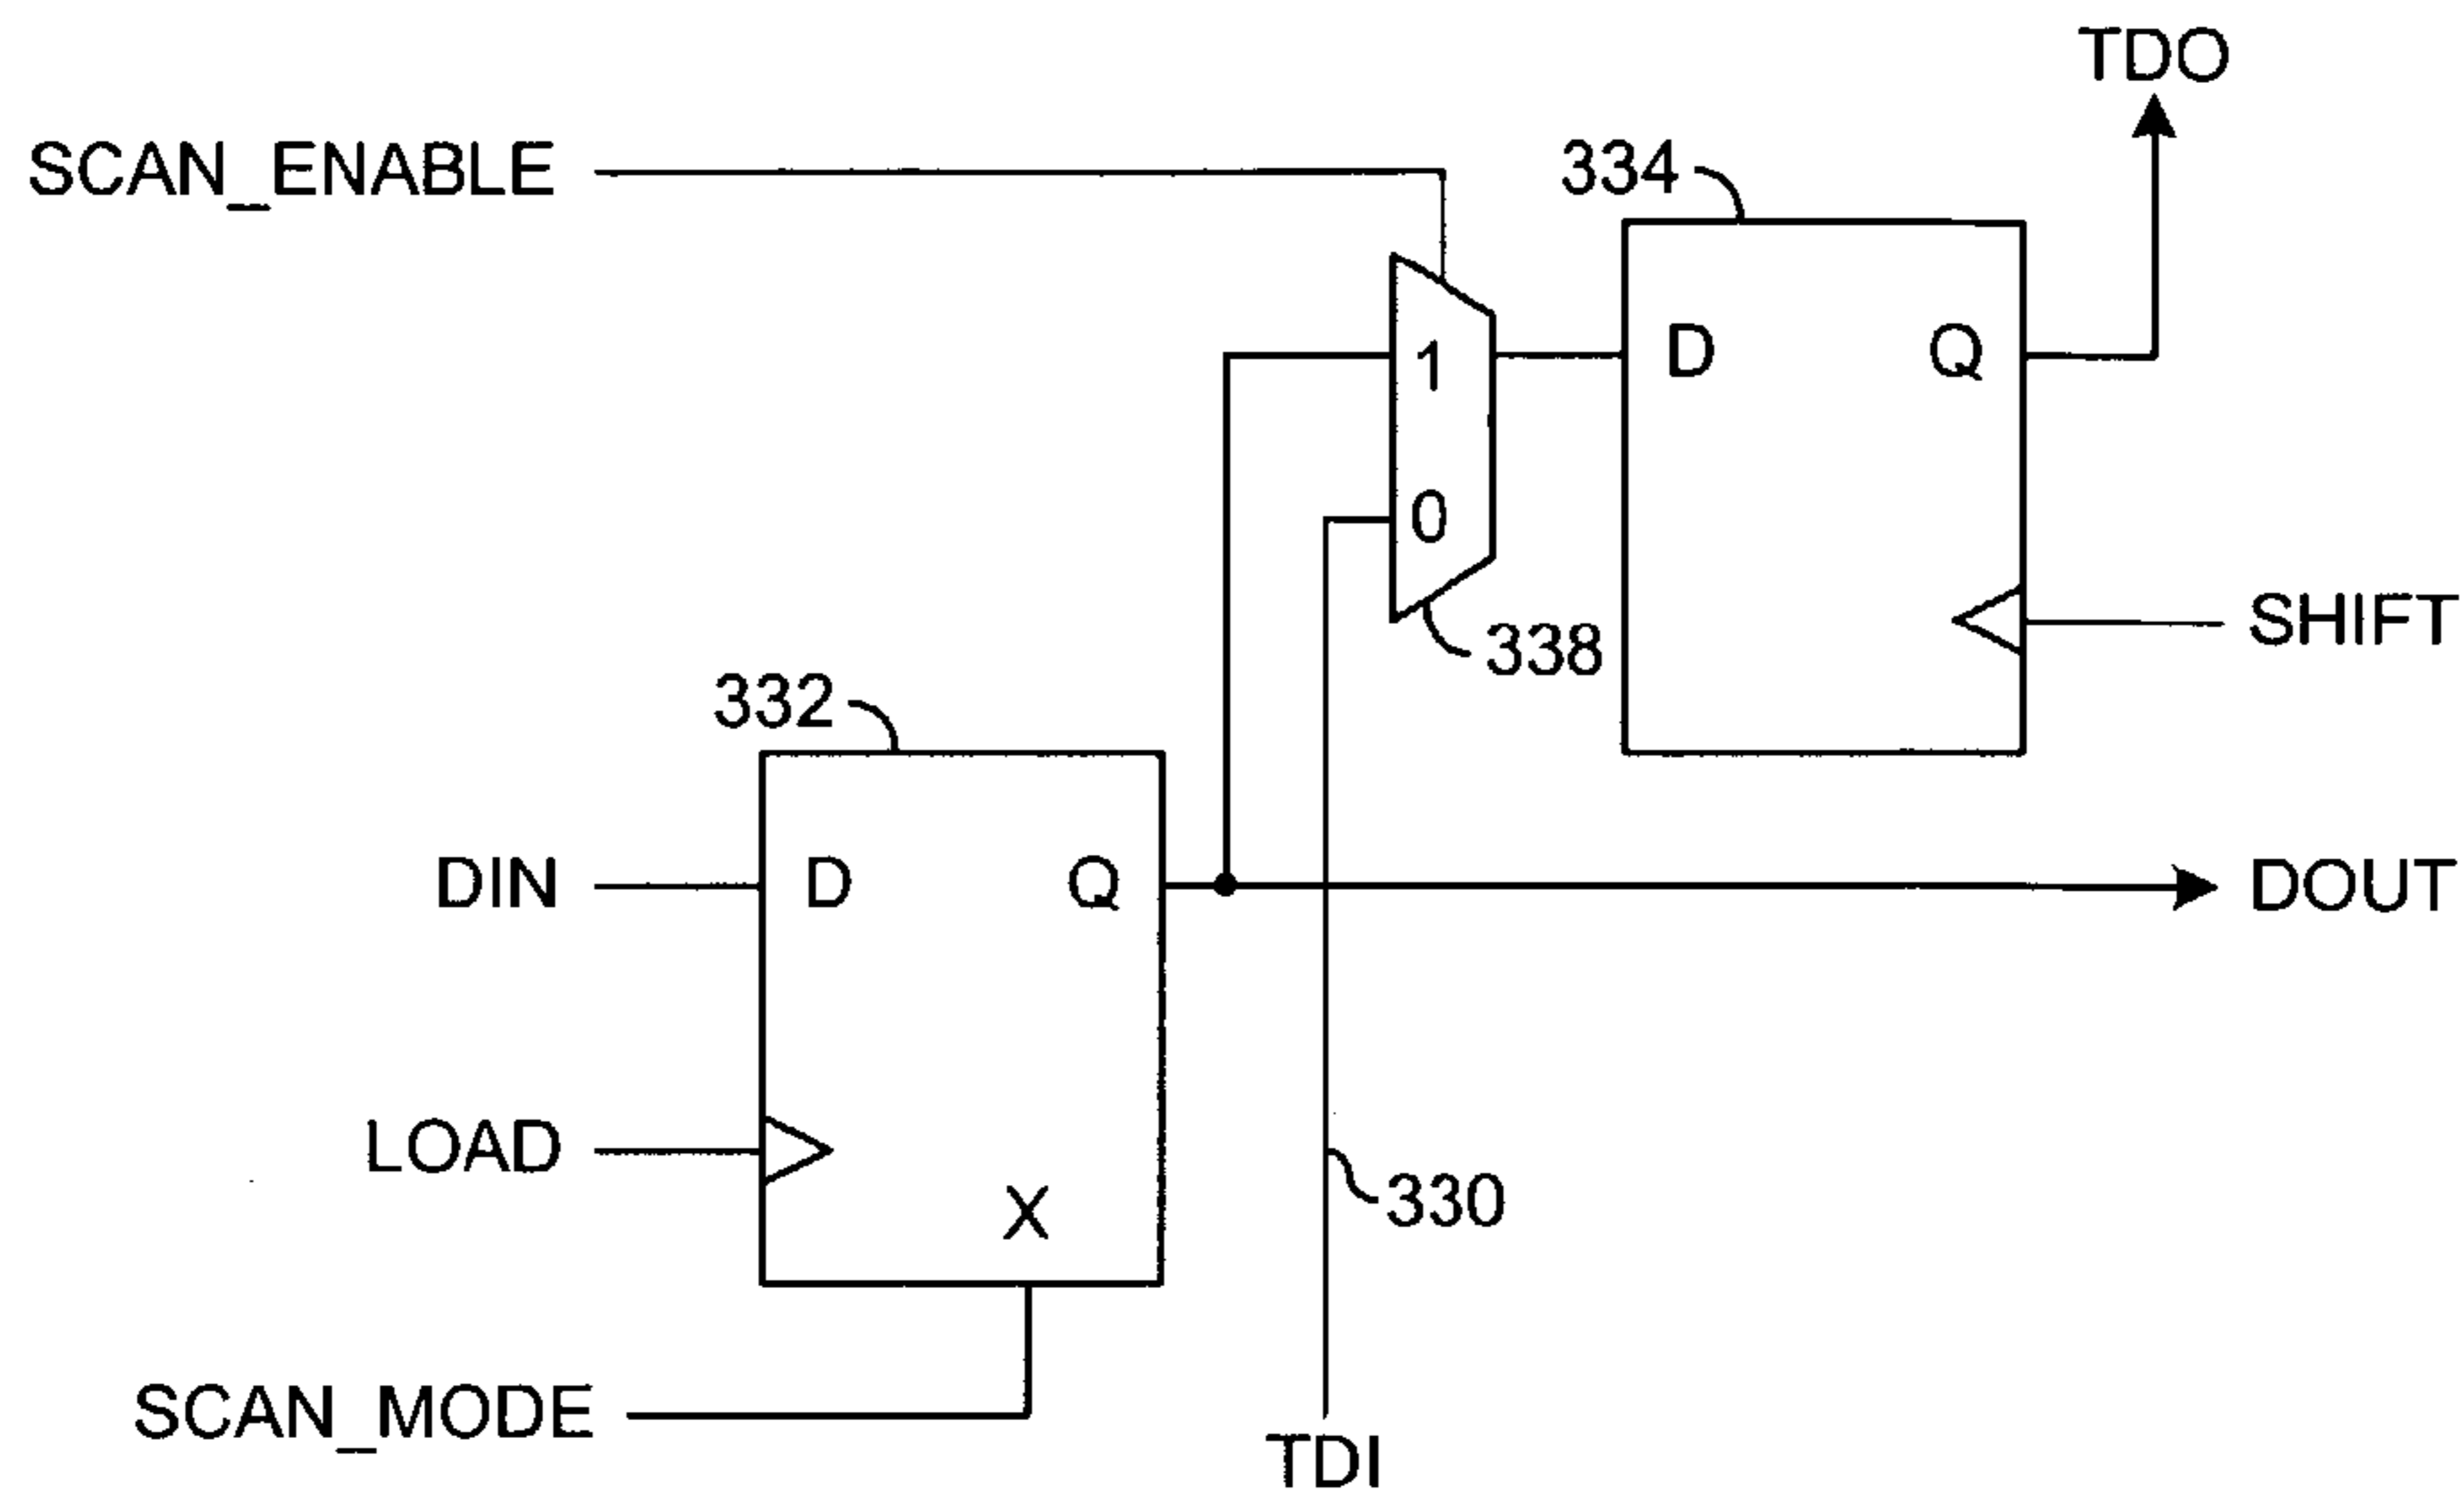 TDO
SCAN_ENABLE
334
1
D
Q
0
SHIFT
338
332
DIN
D
Q
DOUT
LOAD
X
330
SCAN_MODE
TDI